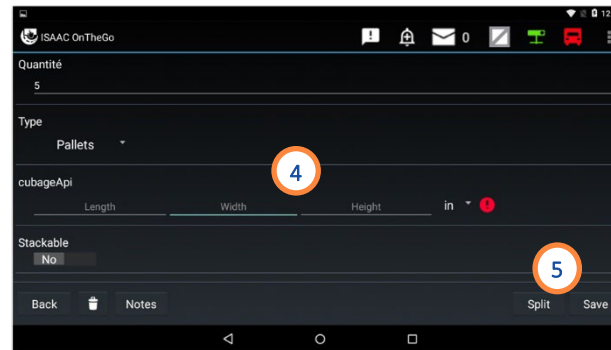 12
ISAAC OnTheGo
0
Quantité
5
Type
Pallets
4
cubageApi
Length Width Height in
Stackable
No
5
Back Notes Split Save